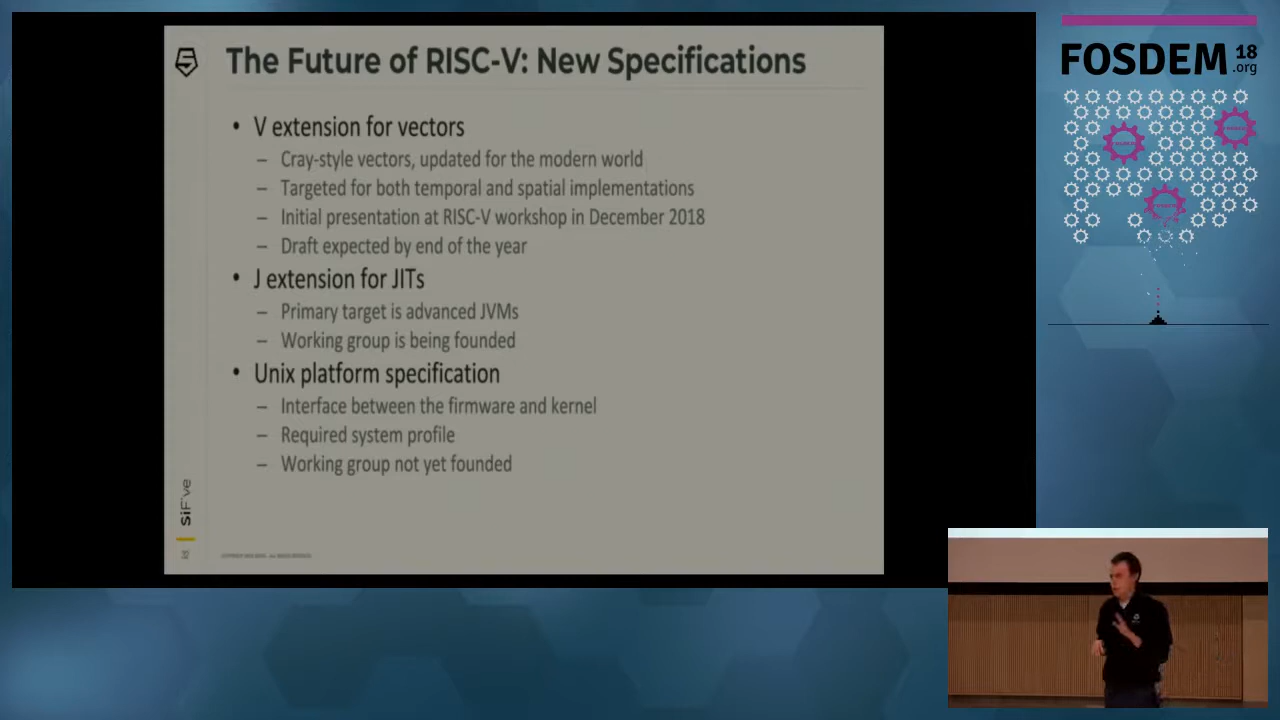 The Future of RISC-V: New Specifications
• V extension for vectors
– Cray-style vectors, updated for the modern world
– Targeted for both temporal and spatial implementations
– Initial presentation at RISC-V workshop in December 2018
– Draft expected by end of the year
• J extension for JITs
– Primary target is advanced JVMs
– Working group is being founded
• Unix platform specification
– Interface between the firmware and kernel
– Required system profile
– Working group not yet founded
SiFive
FOSDEM 18
.org